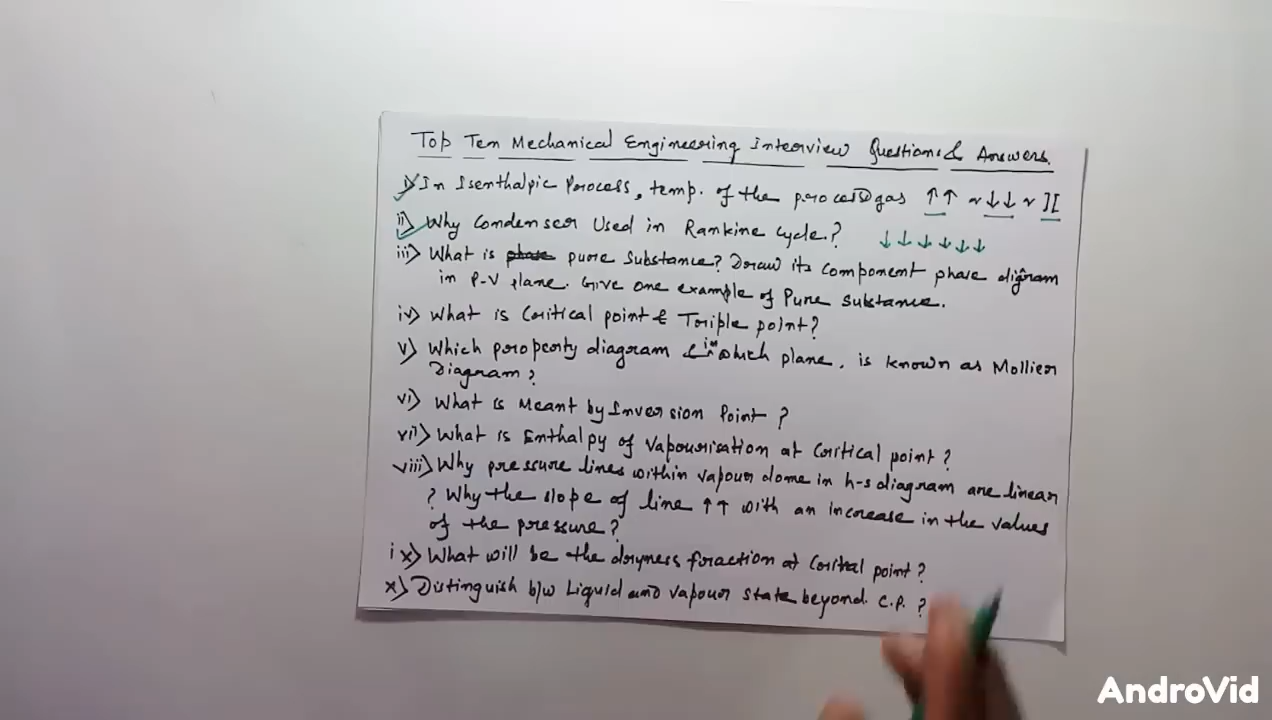 Top Ten Mechanical Engineering Interview Questions & Answers.
i) In Isenthalpic Process, temp. of the process gas ↑↑ ~ ↓↓ ~ ][
ii) Why Condenser Used in Rankine Cycle.? ↓ ↓ ↓ ↓ ↓ ↓
iii) What is phase pure substance? Draw its component phase digram
in P-V plane. Give one example of Pure substance.
iv) What is Critical point & Triple point?
v) Which property diagram & in which plane, is known as Mollier
Diagram?
vi) What is Meant by Inversion Point ?
vii) What is Enthalpy of Vapourisation at Critical point ?
viii) Why pressure lines within vapour dome in h-s diagram are linear
? Why the slope of line ↑↑ with an increase in the values
of the pressure?
ix) What will be the dryness fraction at Critical point ?
x) Distinguish b/w Liquid and vapour state beyond C.P. ?
AndroVid